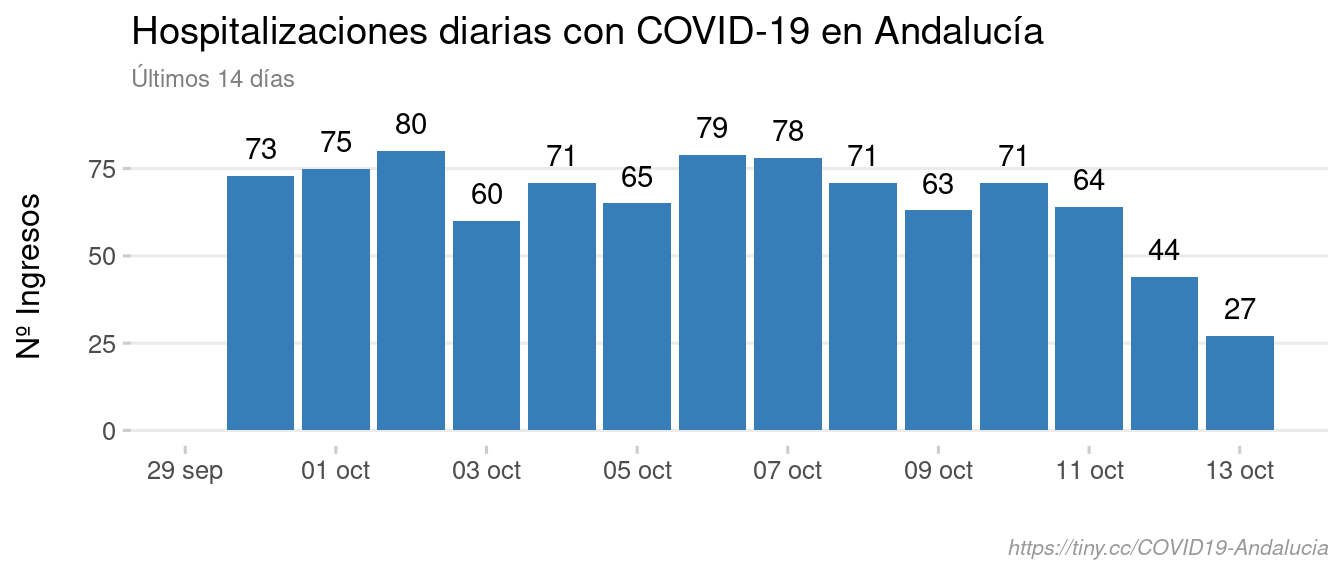 Hospitalizaciones diarias con COVID-19 en Andalucía
Últimos 14 días
Nº Ingresos
75
50
25
0
73
75
80
60
71
65
79
78
71
63
71
64
44
27
29 sep
01 oct
03 oct
05 oct
07 oct
09 oct
11 oct
13 oct
https://tiny.cc/COVID19-Andalucia